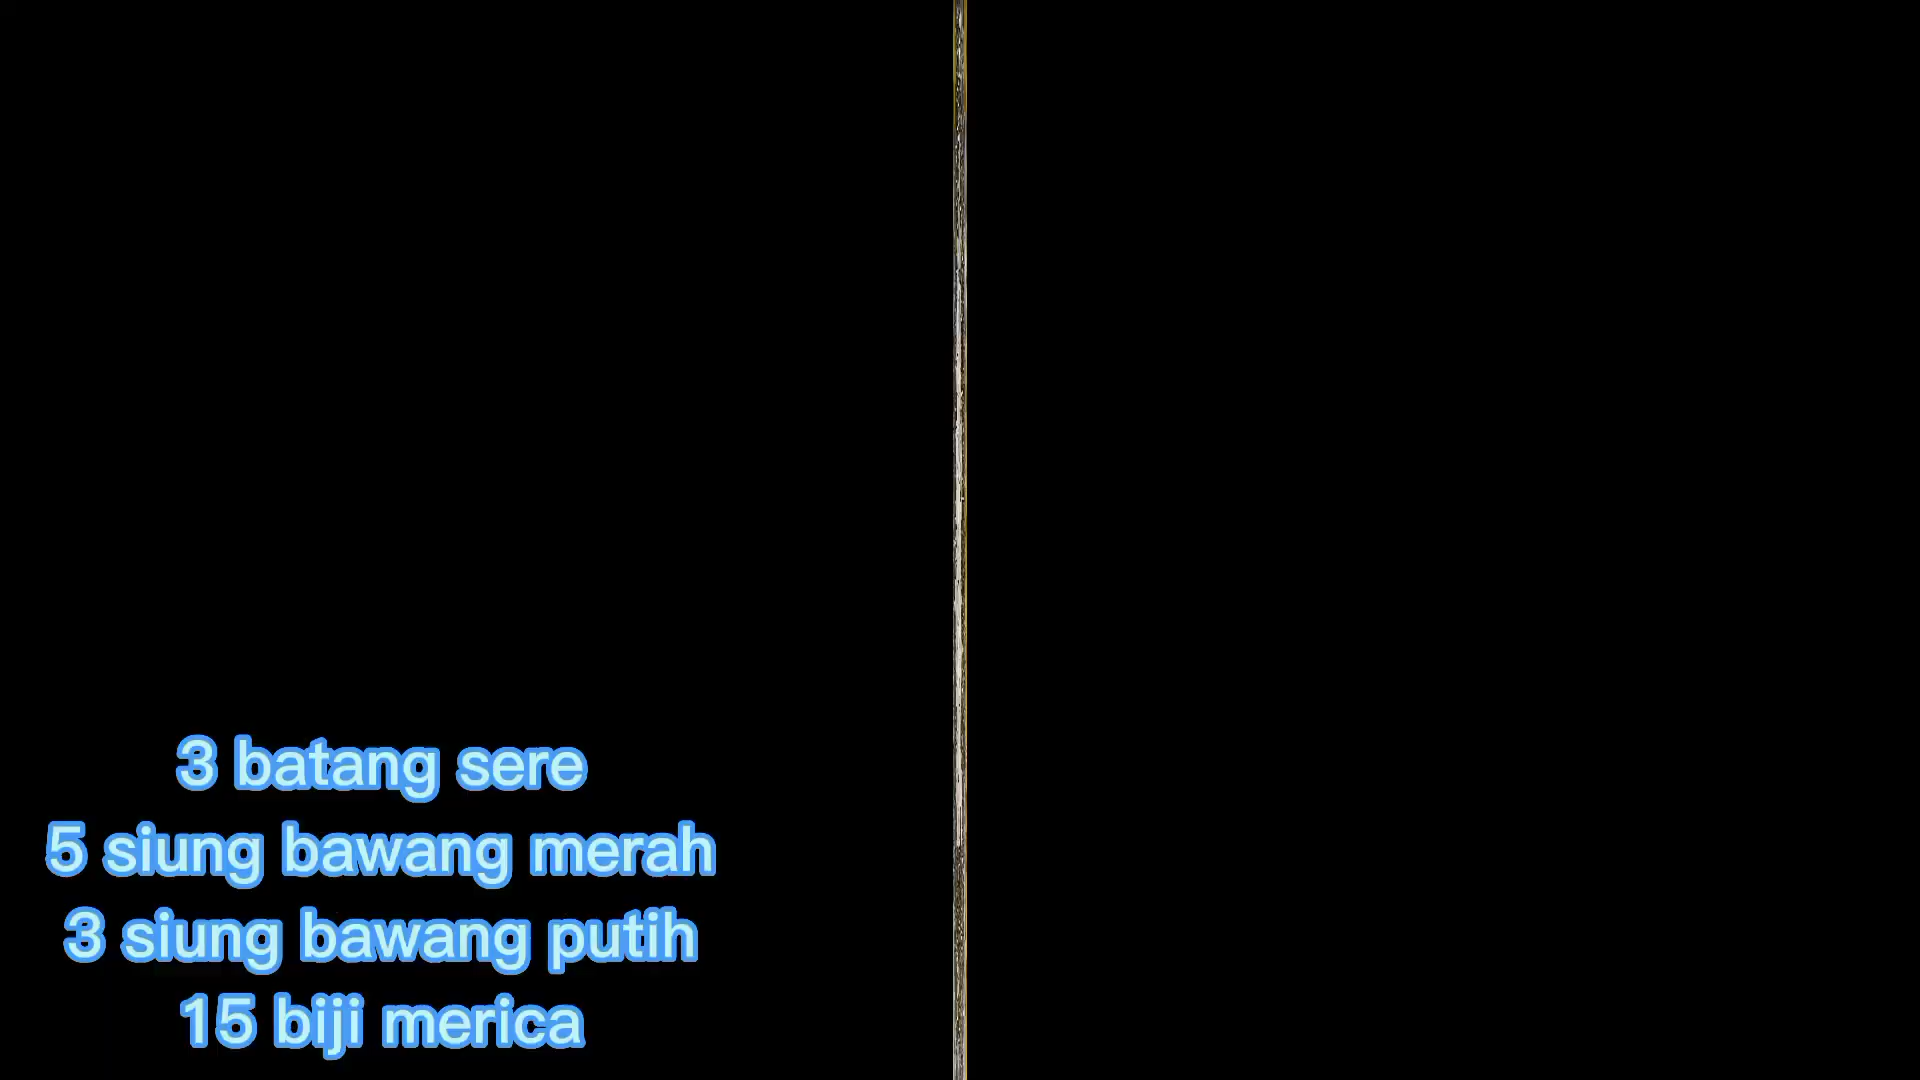 3 batang sere
5 siung bawang merah
3 siung bawang putih
15 biji merica